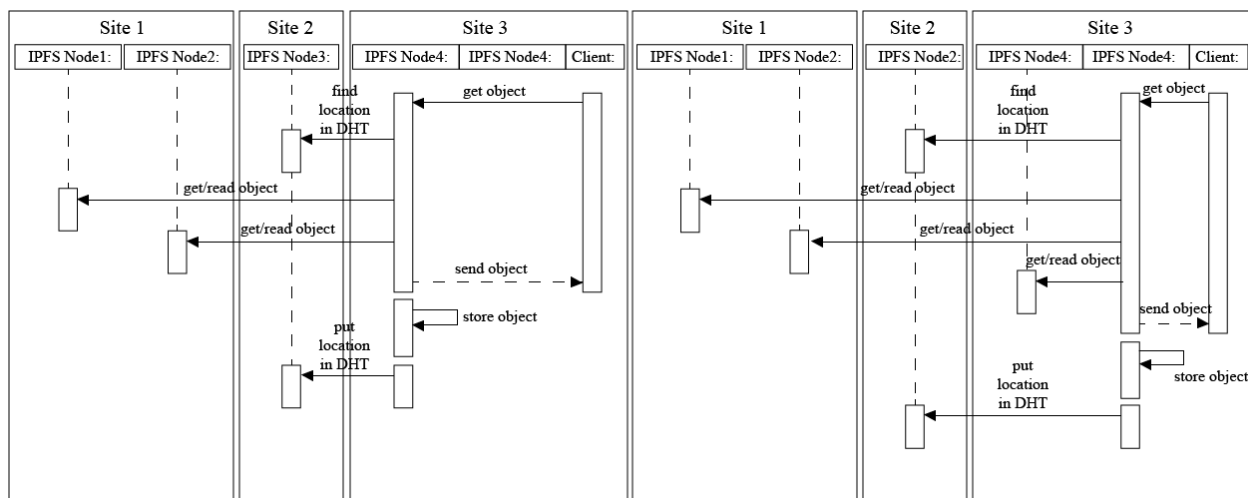 Site 1
Site 2
Site 3
IPFS Node1:
IPFS Node2:
IPFS Node3:
IPFS Node4:
IPFS Node4:
Client:
get object
find
location
in DHT
get/read object
get/read object
send object
store object
put
location
in DHT
Site 1
Site 2
Site 3
IPFS Node1:
IPFS Node2:
IPFS Node2:
IPFS Node4:
IPFS Node4:
Client:
get object
find
location
in DHT
get/read object
get/read object
get/read object
send object
store object
put
location
in DHT